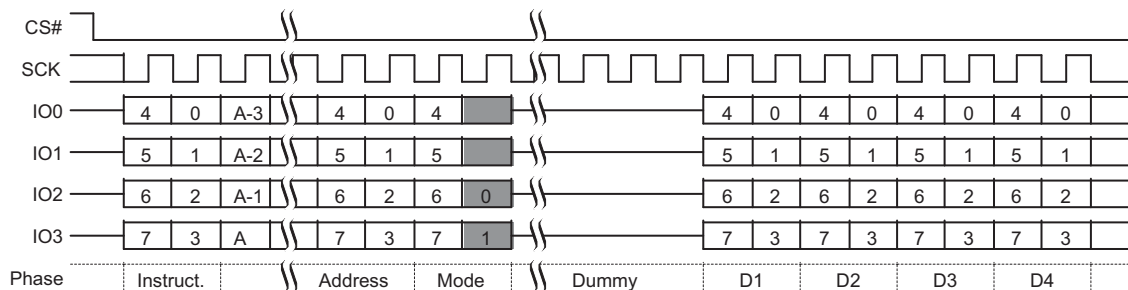 CS#
SCK
IO0 4 0 A-3 4 0 4 4 0 4 0 4 0 4 0
IO1 5 1 A-2 5 1 5 5 1 5 1 5 1 5 1
IO2 6 2 A-1 6 2 6 0 6 2 6 2 6 2 6 2
IO3 7 3 A 7 3 7 1 7 3 7 3 7 3 7 3
Phase Instruct. Address Mode Dummy D1 D2 D3 D4